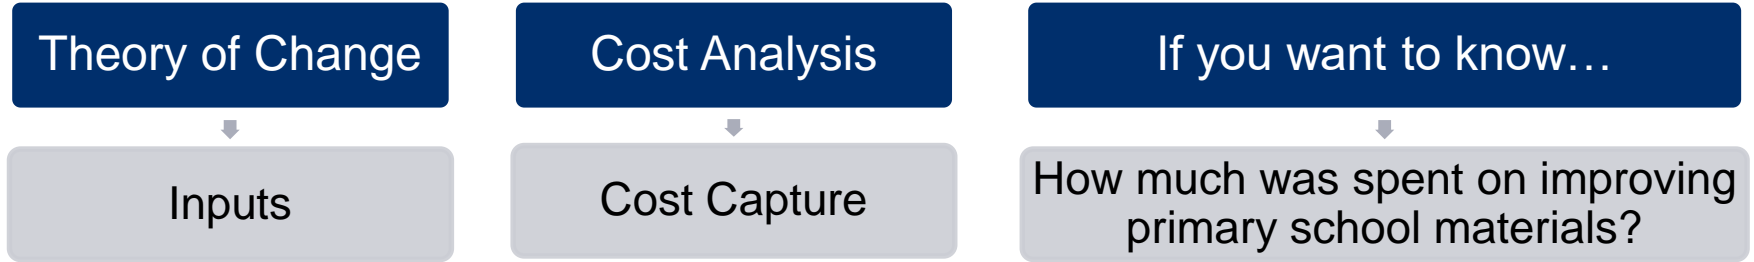 Theory of Change
Cost Analysis
If you want to know…
Inputs
Cost Capture
How much was spent on improving
primary school materials?